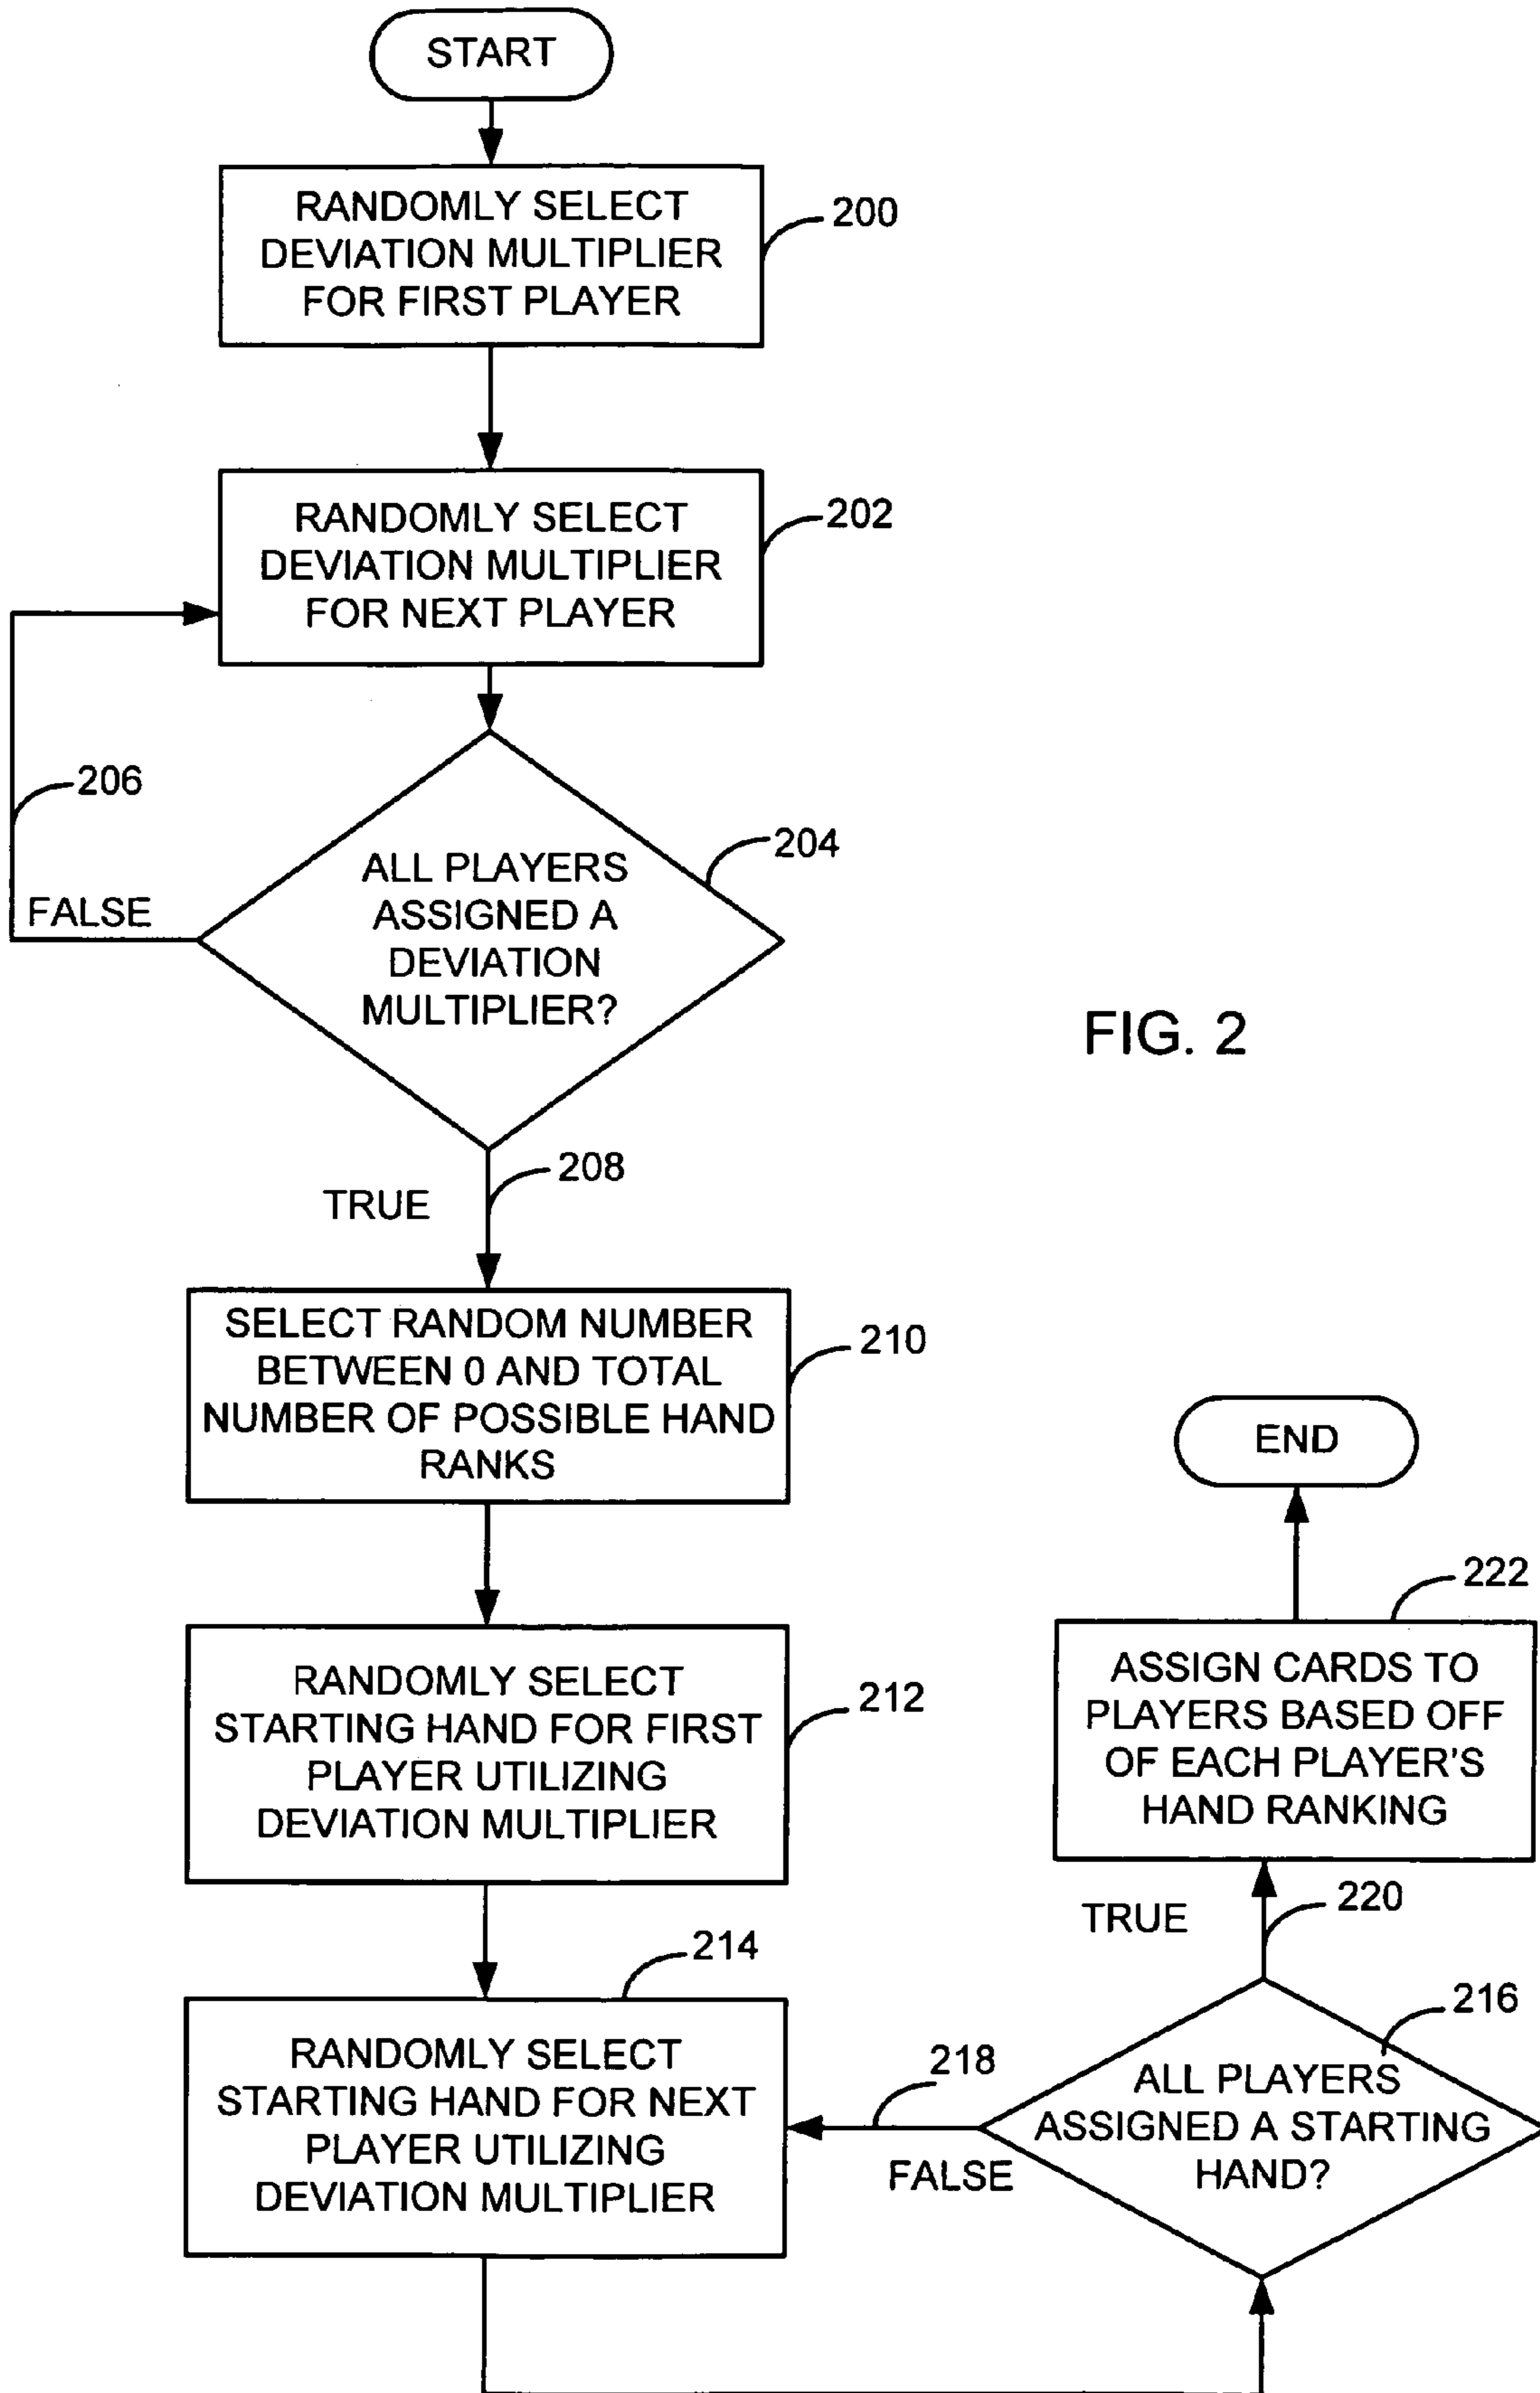 START
RANDOMLY SELECT
DEVIATION MULTIPLIER
FOR FIRST PLAYER
200
RANDOMLY SELECT
DEVIATION MULTIPLIER
FOR NEXT PLAYER
202
206
ALL PLAYERS
ASSIGNED A
DEVIATION
MULTIPLIER?
204
FALSE
FIG. 2
208
TRUE
SELECT RANDOM NUMBER
BETWEEN 0 AND TOTAL
NUMBER OF POSSIBLE HAND
RANKS
210
RANDOMLY SELECT
STARTING HAND FOR FIRST
PLAYER UTILIZING
DEVIATION MULTIPLIER
212
214
RANDOMLY SELECT
STARTING HAND FOR NEXT
PLAYER UTILIZING
DEVIATION MULTIPLIER
218
FALSE
216
ALL PLAYERS
ASSIGNED A STARTING
HAND?
TRUE
220
ASSIGN CARDS TO
PLAYERS BASED OFF
OF EACH PLAYER'S
HAND RANKING
222
END